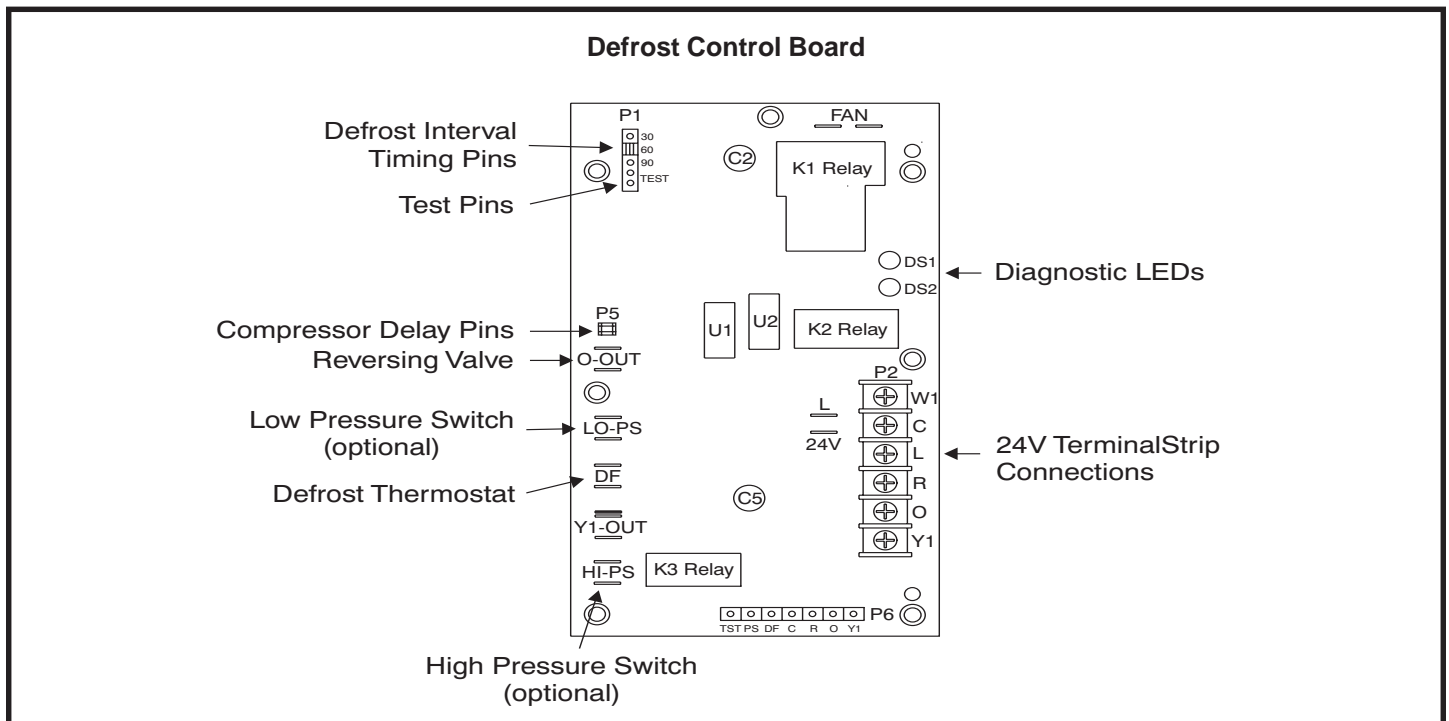 Defrost Control Board
P1
FAN
Defrost Interval
Timing Pins
30
60
90
TEST
Test Pins
C2
K1 Relay
DS1
DS2
Diagnostic LEDs
P5
Compressor Delay Pins
Reversing Valve
O-OUT
U1
U2
K2 Relay
P2
W1
C
L
R
O
Y1
L
24V
24V TerminalStrip
Connections
Low Pressure Switch
(optional)
LO-PS
DF
Defrost Thermostat
C5
Y1-OUT
HI-PS
K3 Relay
P6
TST PS DF C R O Y1
High Pressure Switch
(optional)